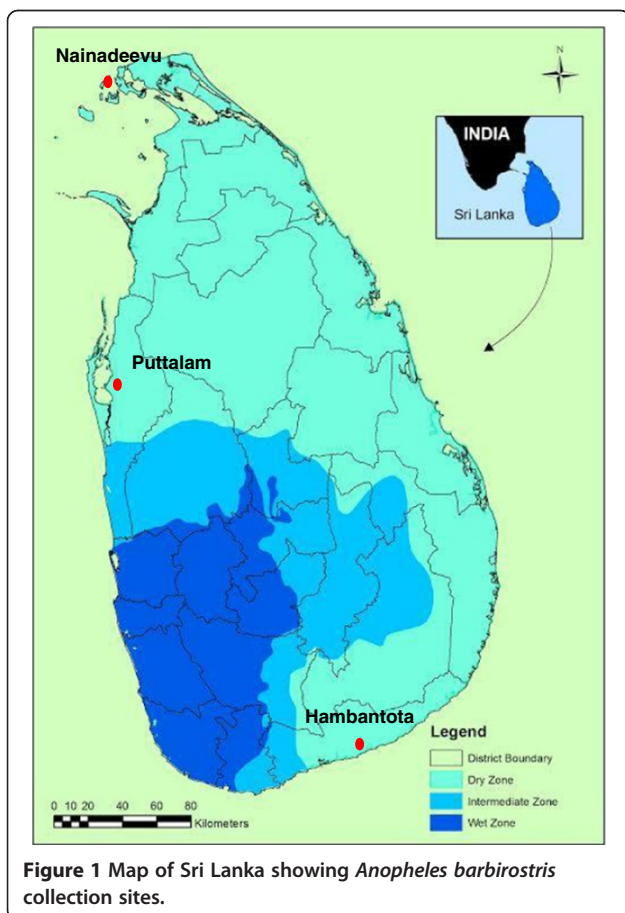 Nainadeevu
N
INDIA
Sri Lanka
Puttalam
Hambantota
Legend
District Boundary
Dry Zone
Intermediate Zone
Wet Zone
0 10 20 40 60 80
Kilometers
Figure 1 Map of Sri Lanka showing Anopheles barbirostris
collection sites.